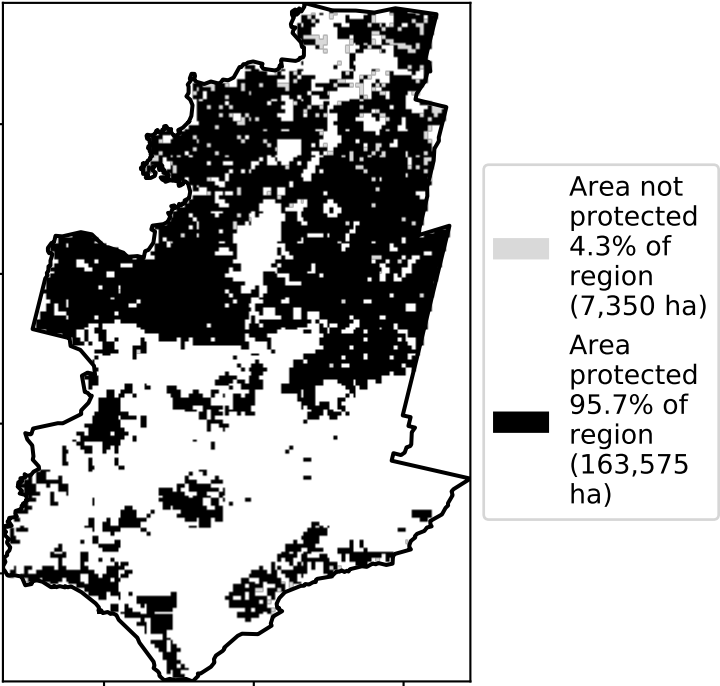 Area not
protected
4.3% of
region
(7,350 ha)
Area
protected
95.7% of
region
(163,575
ha)